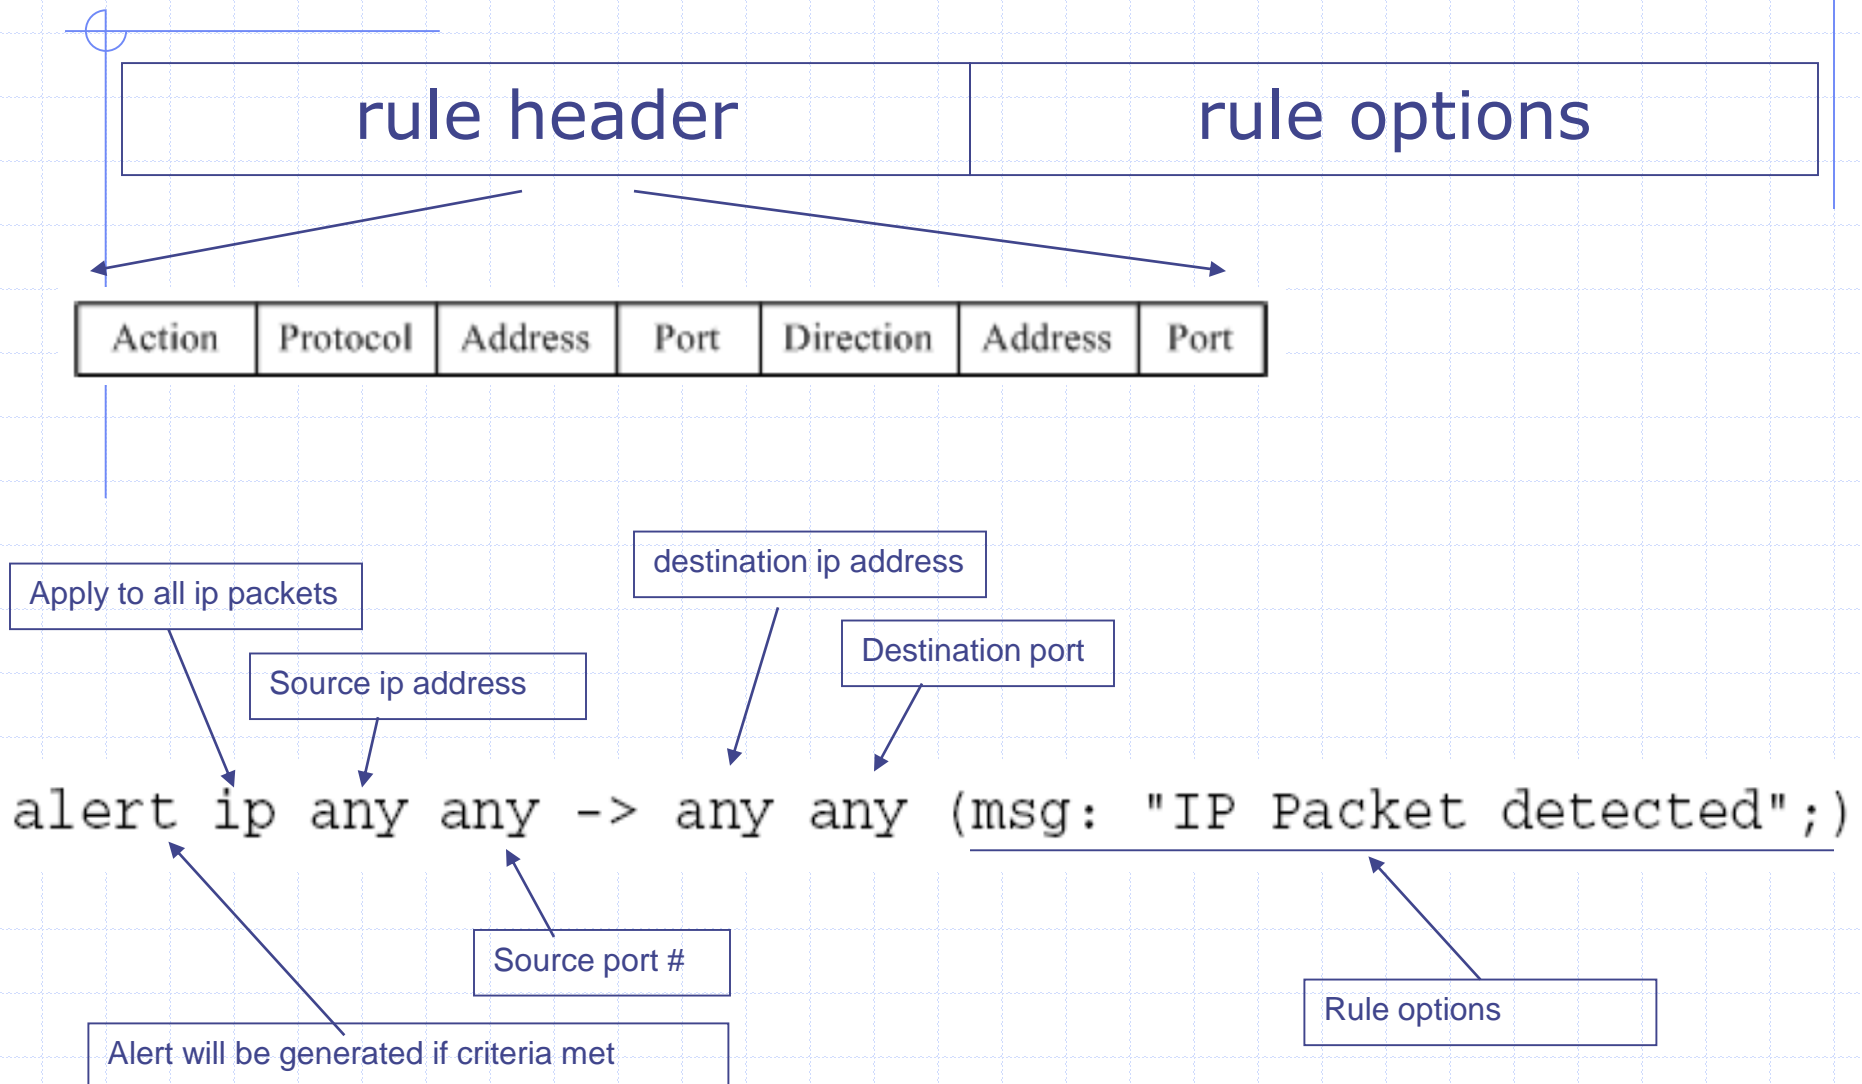 rule header
rule options
Action Protocol Address Port Direction Address Port
destination ip address
Apply to all ip packets
Destination port
Source ip address
alert ip any any -> any any (msg: "IP Packet detected";)
Source port #
Rule options
Alert will be generated if criteria met